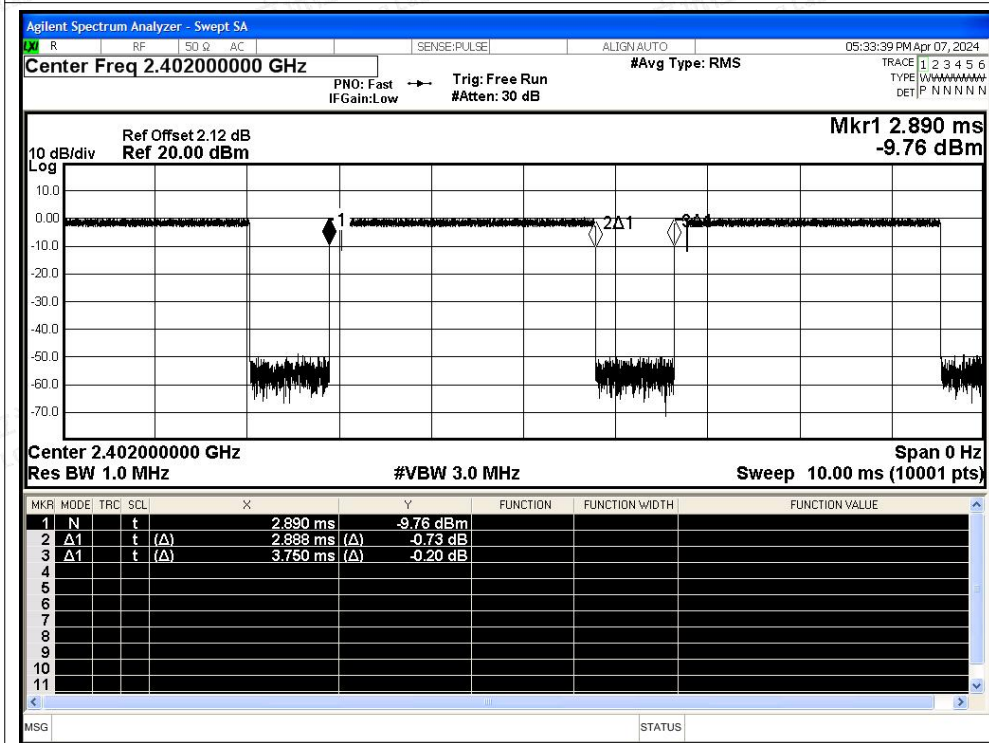 Agilent Spectrum Analyzer - Swept SA
LXI R RF 50 Ω AC SENSE:PULSE ALIGN AUTO 05:33:39 PM Apr 07, 2024
Center Freq 2.402000000 GHz #Avg Type: RMS TRACE 1 2 3 4 5 6
PNO: Fast Trig: Free Run TYPE
IFGain:Low #Atten: 30 dB DET P N N N N N
Mkr1 2.890 ms
Ref Offset 2.12 dB
10 dB/div Ref 20.00 dBm -9.76 dBm
Log
10.0
0.00 1 2Δ1 3Δ1
-10.0
-20.0
-30.0
-40.0
-50.0
-60.0
-70.0
Center 2.402000000 GHz Span 0 Hz
Res BW 1.0 MHz #VBW 3.0 MHz Sweep 10.00 ms (10001 pts)
MKR MODE TRC SCL X Y FUNCTION FUNCTION WIDTH FUNCTION VALUE
1 N t 2.890 ms -9.76 dBm
2 Δ1 t (Δ) 2.888 ms (Δ) -0.73 dB
3 Δ1 t (Δ) 3.750 ms (Δ) -0.20 dB
4
5
6
7
8
9
10
11
MSG STATUS